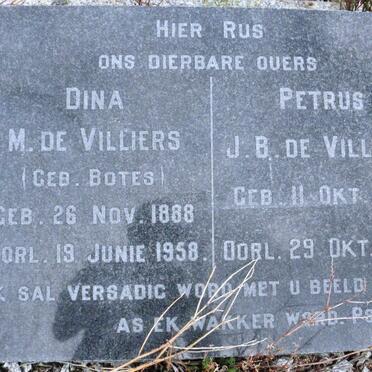 HIER RUS
ONS DIERBARE OUERS
DINA
M. DE VILLIERS
(GEB. BOTES)
GEB. 26 NOV. 1888
OORL. 19 JUNIE 1958.
PETRUS
J. B. DE VILL
GEB. 11 OKT.
OORL. 29 OKT.
K SAL VERSADIG WORD MET U BEELD
AS EK WAKKER WORD. PS